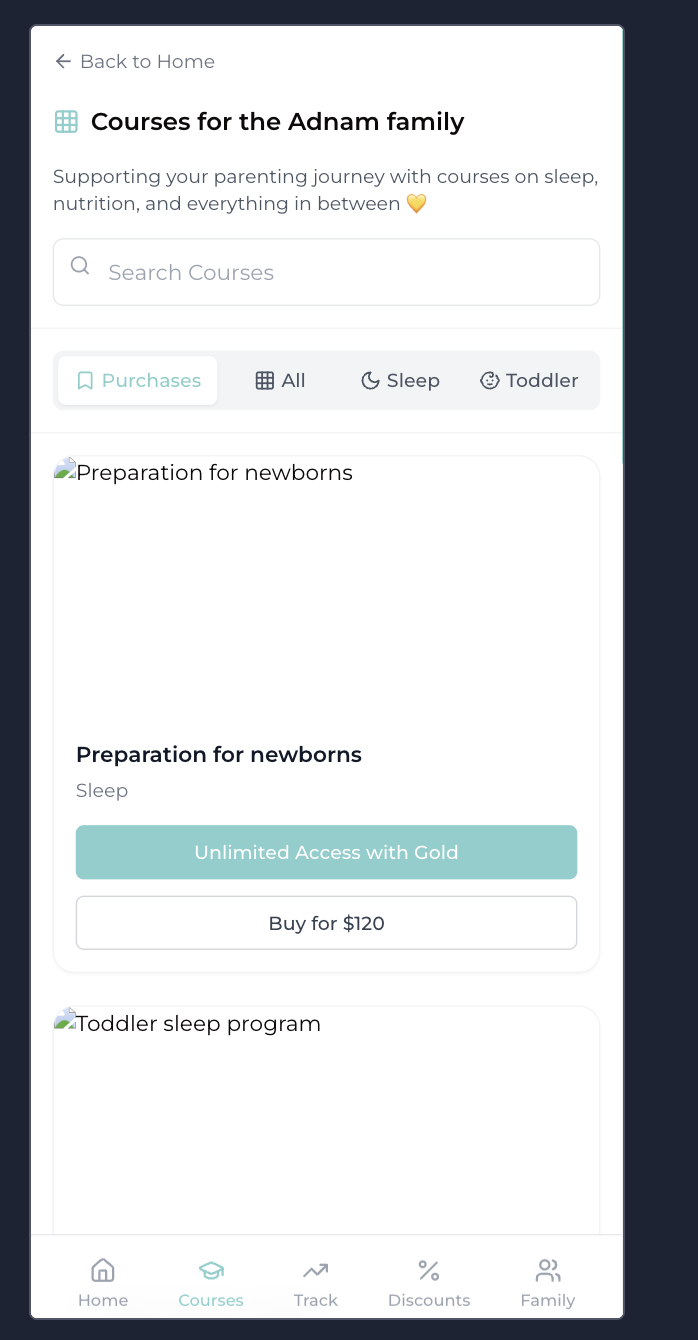 Back to Home
Courses for the Adnam family
Supporting your parenting journey with courses on sleep,
nutrition, and everything in between 💛
Search Courses
Purchases All Sleep Toddler
Preparation for newborns
Preparation for newborns
Sleep
Unlimited Access with Gold
Buy for $120
Toddler sleep program
Home Courses Track Discounts Family